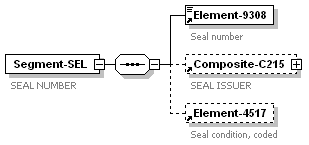 Element-9308
Seal number
Segment-SEL
SEAL NUMBER
Composite-C215
SEAL ISSUER
Element-4517
Seal condition, coded